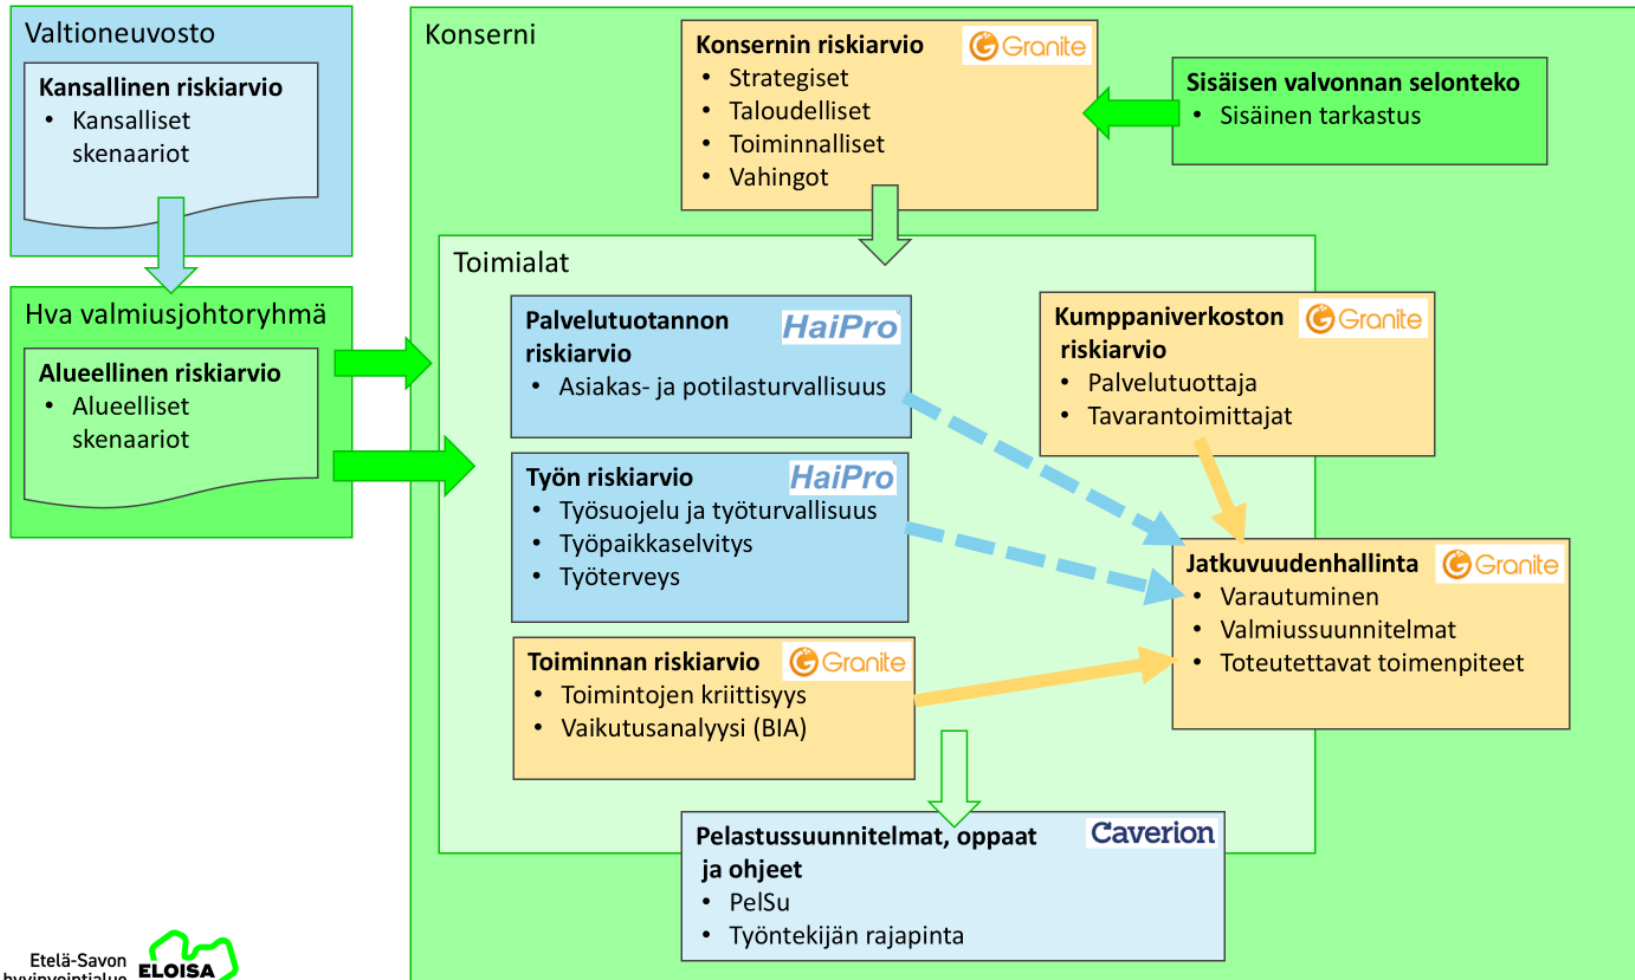 Valtioneuvosto
Kansallinen riskiarvio
• Kansalliset
skenaariot
Hva valmiusjohtoryhmä
Alueellinen riskiarvio
• Alueelliset
skenaariot
Konserni
Konsernin riskiarvio
Granite
• Strategiset
• Taloudelliset
• Toiminnalliset
• Vahingot
Sisäisen valvonnan selonteko
• Sisäinen tarkastus
Toimialat
Palvelutuotannon
riskiarvio
HaiPro
• Asiakas- ja potilasturvallisuus
Työn riskiarvio
HaiPro
• Työsuojelu ja työturvallisuus
• Työpaikkaselvitys
• Työterveys
Toiminnan riskiarvio
Granite
• Toimintojen kriittisyys
• Vaikutusanalyysi (BIA)
Kumppaniverkoston
riskiarvio
Granite
• Palvelutuottaja
• Tavarantoimittajat
Jatkuvuudenhallinta
Granite
• Varautuminen
• Valmiussuunnitelmat
• Toteutettavat toimenpiteet
Pelastussuunnitelmat, oppaat
ja ohjeet
Caverion
• PelSu
• Työntekijän rajapinta
Etelä-Savon
hyvinvointialue
ELOISA